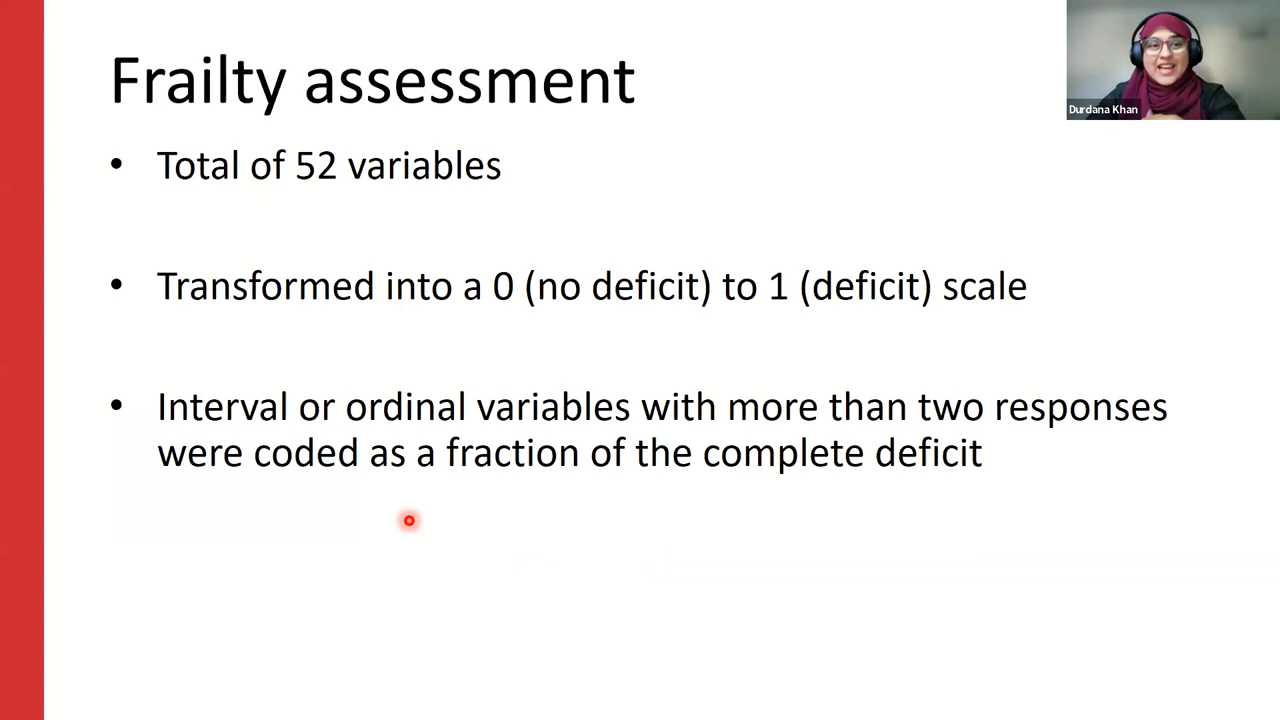 Frailty assessment
Durdana Khan
• Total of 52 variables
• Transformed into a 0 (no deficit) to 1 (deficit) scale
• Interval or ordinal variables with more than two responses
were coded as a fraction of the complete deficit